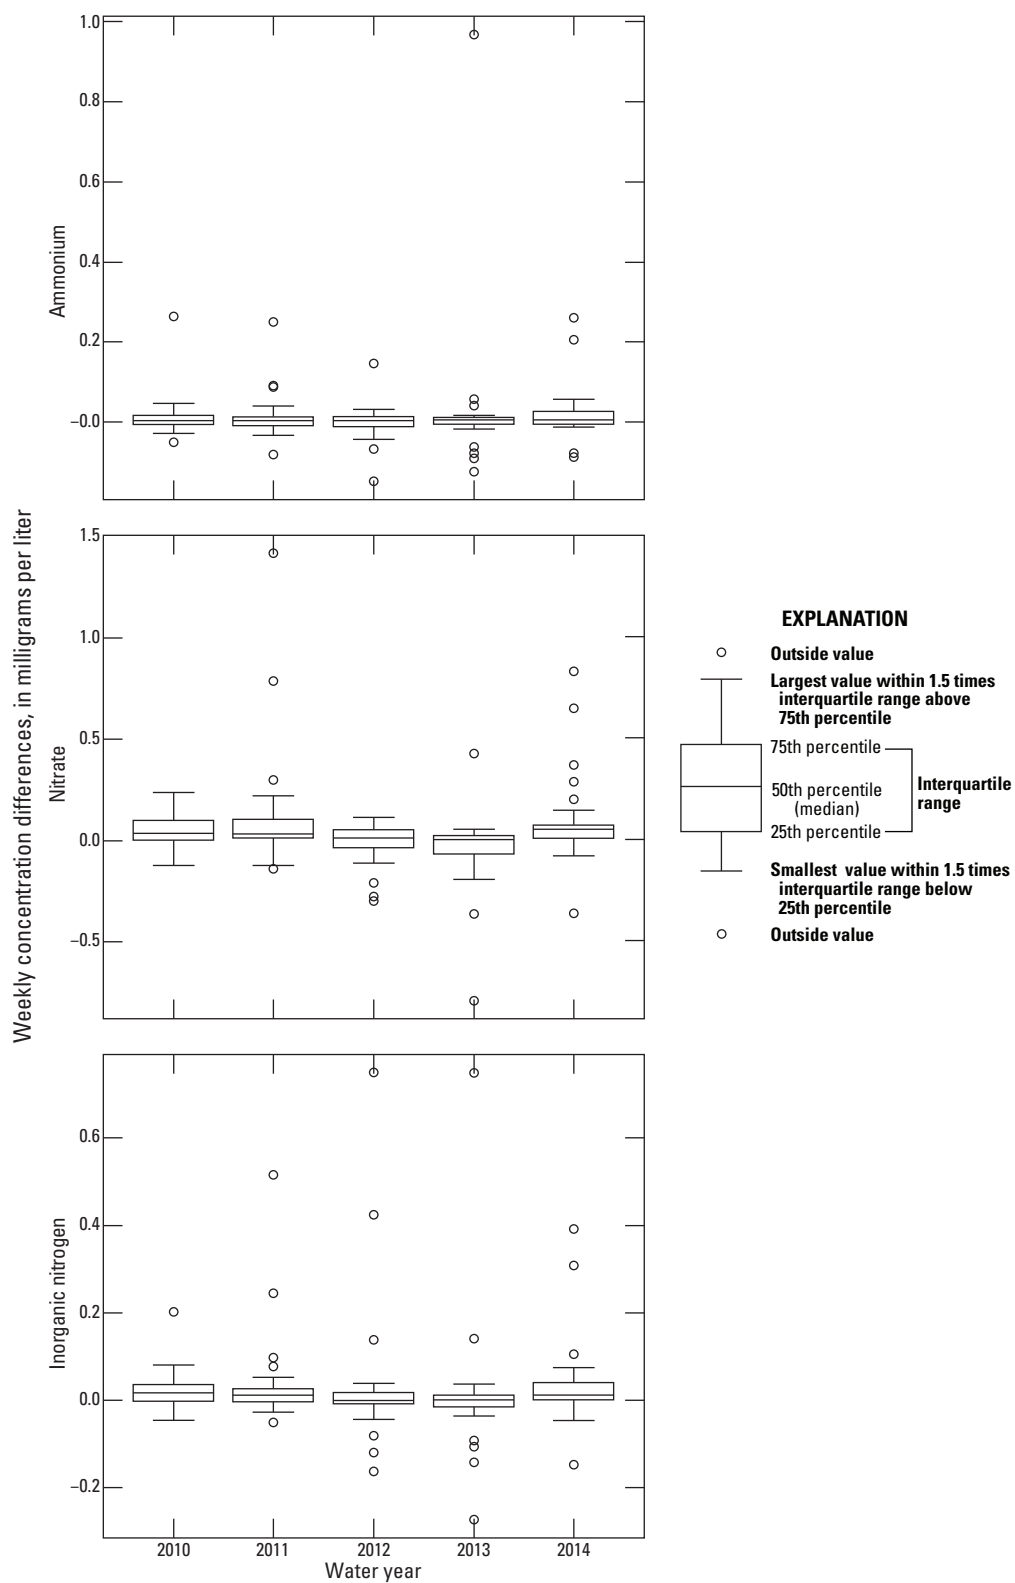 Weekly concentration differences, in milligrams per liter
Ammonium
1.0
0.8
0.6
0.4
0.2
–0.0
Nitrate
1.5
1.0
0.5
0.0
–0.5
Inorganic nitrogen
0.6
0.4
0.2
0.0
–0.2
2010 2011 2012 2013 2014
Water year
EXPLANATION
Outside value
Largest value within 1.5 times
interquartile range above
75th percentile
75th percentile
50th percentile
(median)
25th percentile
Interquartile
range
Smallest value within 1.5 times
interquartile range below
25th percentile
Outside value